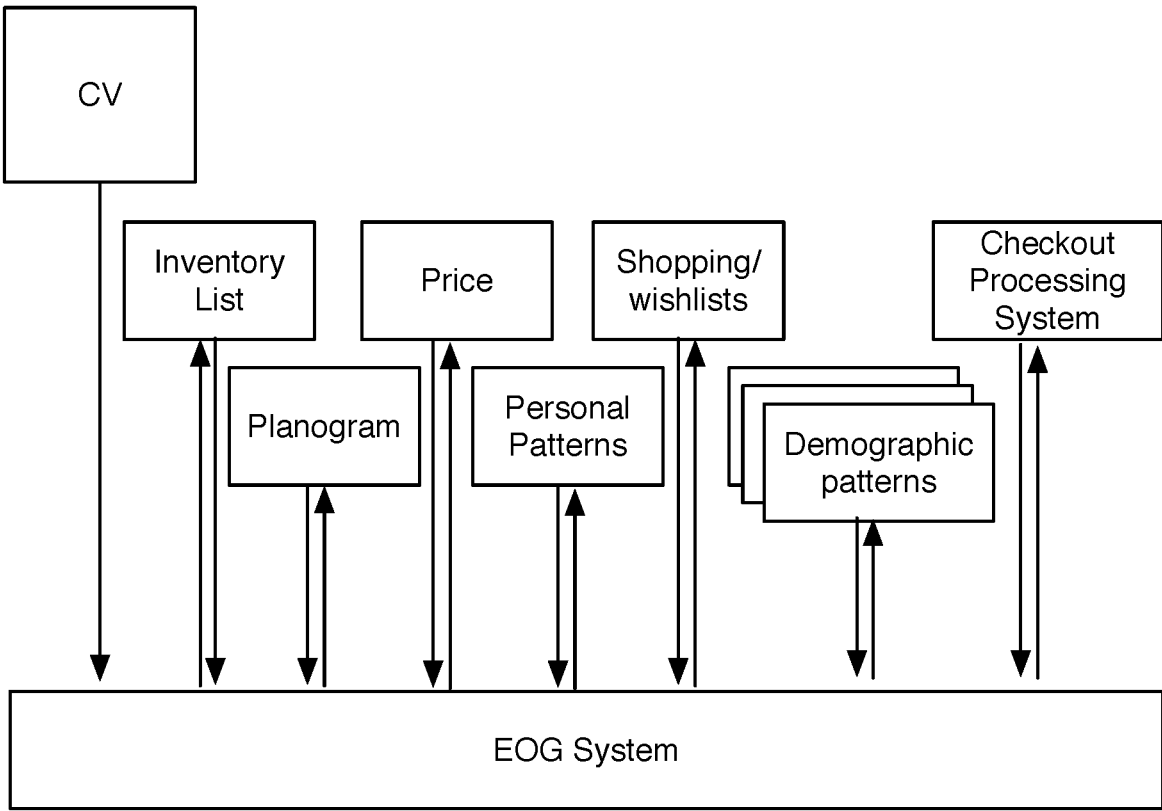 CV
Inventory
List
Price
Shopping/
wishlists
Checkout
Processing
System
Planogram
Personal
Patterns
Demographic
patterns
EOG System